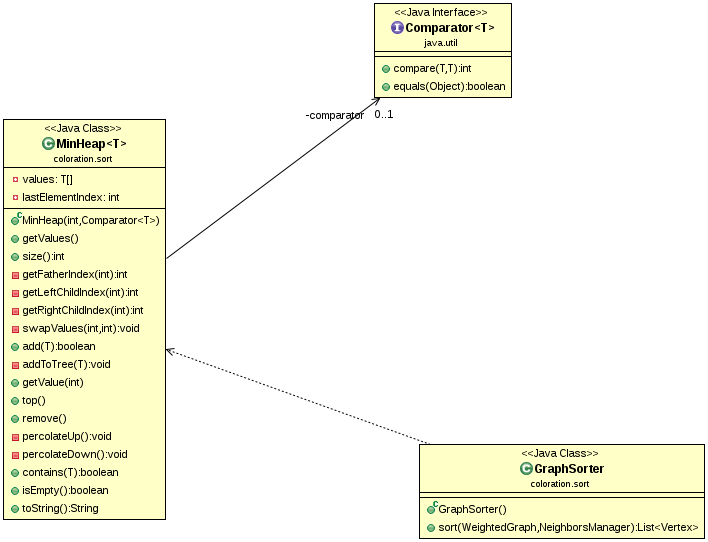 <<Java Interface>>
I Comparator<T>
java.util
compare(T,T):int
equals(Object):boolean
-comparator 0..1
<<Java Class>>
C MinHeap<T>
coloration.sort
values: T[]
lastElementIndex: int
c MinHeap(int,Comparator<T>)
getValues()
size():int
getFatherIndex(int):int
getLeftChildIndex(int):int
getRightChildIndex(int):int
swapValues(int,int):void
add(T):boolean
addToTree(T):void
getValue(int)
top()
remove()
percolateUp():void
percolateDown():void
contains(T):boolean
isEmpty():boolean
toString():String
<<Java Class>>
C GraphSorter
coloration.sort
c GraphSorter()
sort(WeightedGraph,NeighborsManager):List<Vertex>